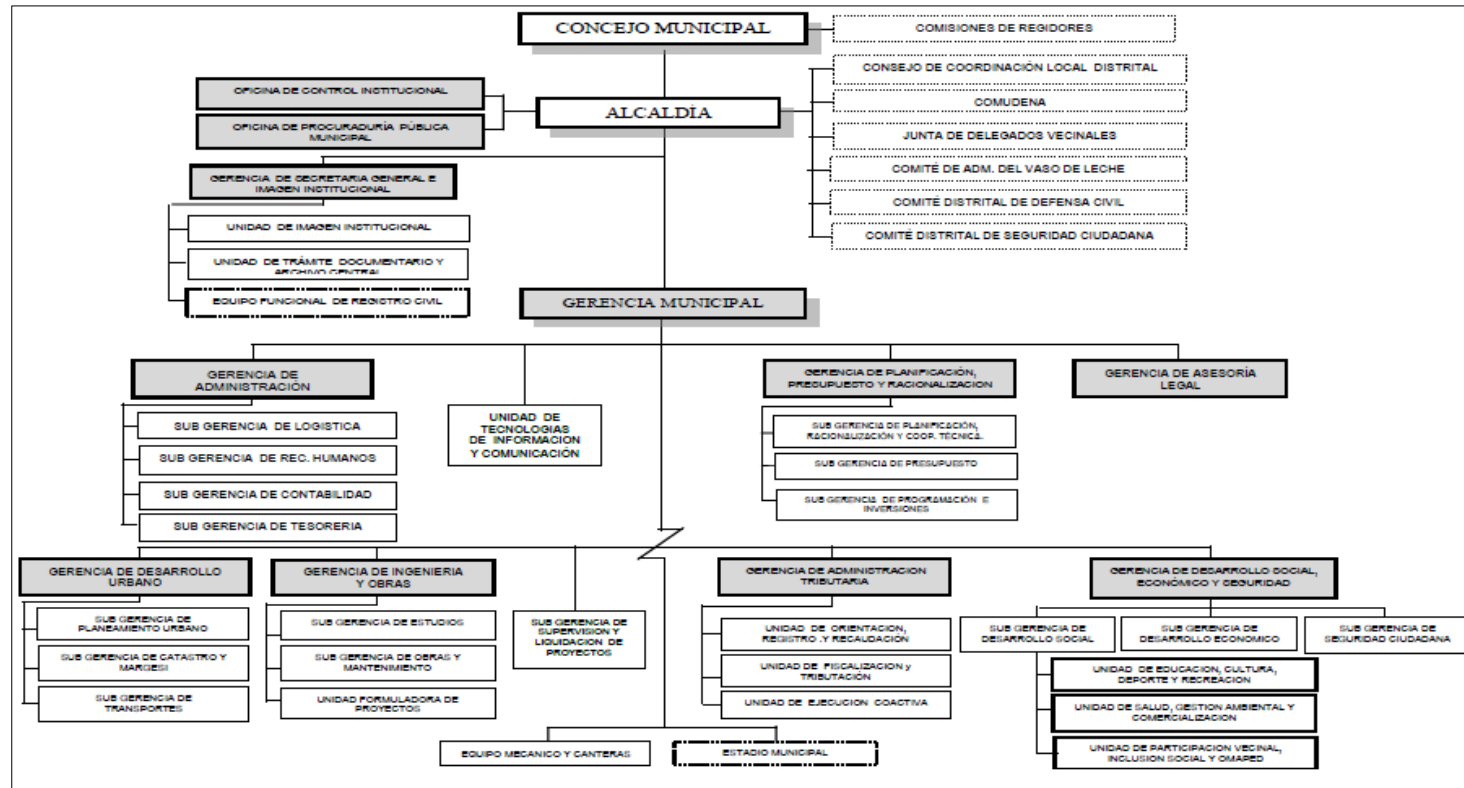 CONCEJO MUNICIPAL
COMISIONES DE REGIDORES
CONSEJO DE COORDINACIÓN LOCAL DISTRITAL
OFICINA DE CONTROL INSTITUCIONAL
ALCALDÍA
COMUDENA
OFICINA DE PROCURADURÍA PÚBLICA
MUNICIPAL
JUNTA DE DELEGADOS VECINALES
COMITÉ DE ADM. DEL VASO DE LECHE
COMITÉ DISTRITAL DE DEFENSA CIVIL
COMITÉ DISTRITAL DE SEGURIDAD CIUDADANA
GERENCIA DE SECRETARIA GENERAL E
IMAGEN INSTITUCIONAL
UNIDAD DE IMAGEN INSTITUCIONAL
UNIDAD DE TRÁMITE DOCUMENTARIO Y
ARCHIVO CENTRAL
EQUIPO FUNCIONAL DE REGISTRO CIVIL
GERENCIA MUNICIPAL
GERENCIA DE
ADMINISTRACIÓN
SUB GERENCIA DE LOGISTICA
SUB GERENCIA DE REC. HUMANOS
SUB GERENCIA DE CONTABILIDAD
SUB GERENCIA DE TESORERIA
UNIDAD DE
TECNOLOGIAS
DE INFORMACION
Y COMUNICACIÓN
GERENCIA DE PLANIFICACIÓN,
PRESUPUESTO Y RACIONALIZACION
SUB GERENCIA DE PLANIFICACIÓN,
RACIONALIZACIÓN Y COOP. TÉCNICA.
SUB GERENCIA DE PRESUPUESTO
SUB GERENCIA DE PROGRAMACIÓN E
INVERSIONES
GERENCIA DE ASESORÍA
LEGAL
GERENCIA DE DESARROLLO
URBANO
SUB GERENCIA DE
PLANEAMIENTO URBANO
SUB GERENCIA DE CATASTRO Y
MARGESI
SUB GERENCIA DE
TRANSPORTES
GERENCIA DE INGENIERIA
Y OBRAS
SUB GERENCIA DE ESTUDIOS
SUB GERENCIA DE OBRAS Y
MANTENIMIENTO
UNIDAD FORMULADORA DE
PROYECTOS
SUB GERENCIA DE
SUPERVISION Y
LIQUIDACION DE
PROYECTOS
GERENCIA DE ADMINISTRACION
TRIBUTARIA
UNIDAD DE ORIENTACION,
REGISTRO .Y RECAUDACIÓN
UNIDAD DE FISCALIZACION y
TRIBUTACIÓN
UNIDAD DE EJECUCION COACTIVA
GERENCIA DE DESARROLLO SOCIAL,
ECONÓMICO Y SEGURIDAD
SUB GERENCIA DE
DESARROLLO SOCIAL
SUB GERENCIA DE
DESARROLLO ECONOMICO
SUB GERENCIA DE
SEGURIDAD CIUDADANA
UNIDAD DE EDUCACION, CULTURA,
DEPORTE Y RECREACION
UNIDAD DE SALUD, GESTION AMBIENTAL Y
COMERCIALIZACION
UNIDAD DE PARTICIPACION VECINAL,
INCLUSION SOCIAL Y OMAPED
EQUIPO MECANICO Y CANTERAS
ESTADIO MUNICIPAL